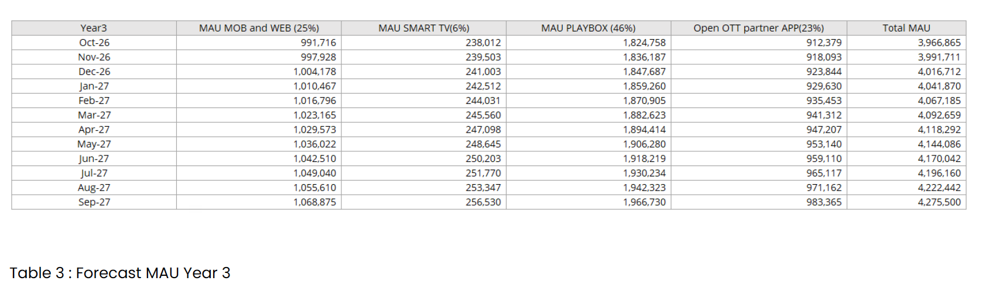 Year3 MAU MOB and WEB (25%) MAU SMART TV(6%) MAU PLAYBOX (46%) Open OTT partner APP(23%) Total MAU
Oct-26 991,716 238,012 1,824,758 912,379 3,966,865
Nov-26 997,928 239,503 1,836,187 918,093 3,991,711
Dec-26 1,004,178 241,003 1,847,687 923,844 4,016,712
Jan-27 1,010,467 242,512 1,859,260 929,630 4,041,870
Feb-27 1,016,796 244,031 1,870,905 935,453 4,067,185
Mar-27 1,023,165 245,560 1,882,623 941,312 4,092,659
Apr-27 1,029,573 247,098 1,894,414 947,207 4,118,292
May-27 1,036,022 248,645 1,906,280 953,140 4,144,086
Jun-27 1,042,510 250,203 1,918,219 959,110 4,170,042
Jul-27 1,049,040 251,770 1,930,234 965,117 4,196,160
Aug-27 1,055,610 253,347 1,942,323 971,162 4,222,442
Sep-27 1,068,875 256,530 1,966,730 983,365 4,275,500
Table 3 : Forecast MAU Year 3